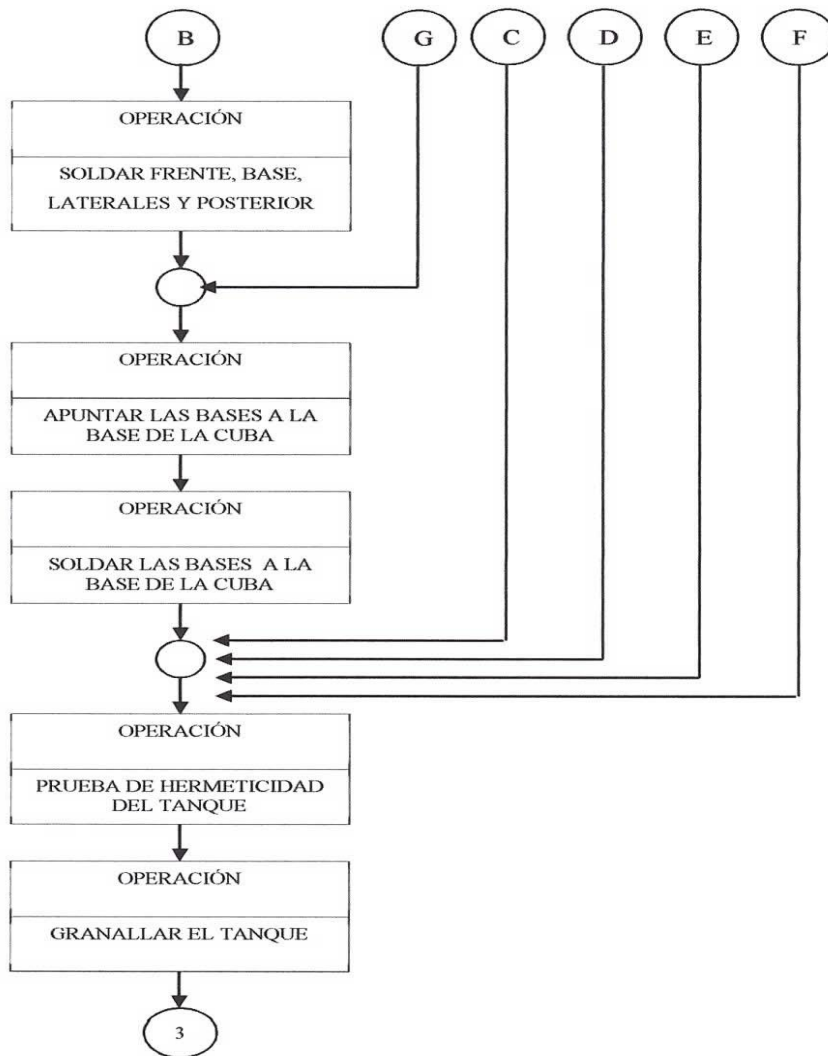 B G C D E F
OPERACIÓN
SOLDAR FRENTE, BASE,
LATERALES Y POSTERIOR
OPERACIÓN
APUNTAR LAS BASES A LA
BASE DE LA CUBA
OPERACIÓN
SOLDAR LAS BASES A LA
BASE DE LA CUBA
OPERACIÓN
PRUEBA DE HERMETICIDAD
DEL TANQUE
OPERACIÓN
GRANALLAR EL TANQUE
3